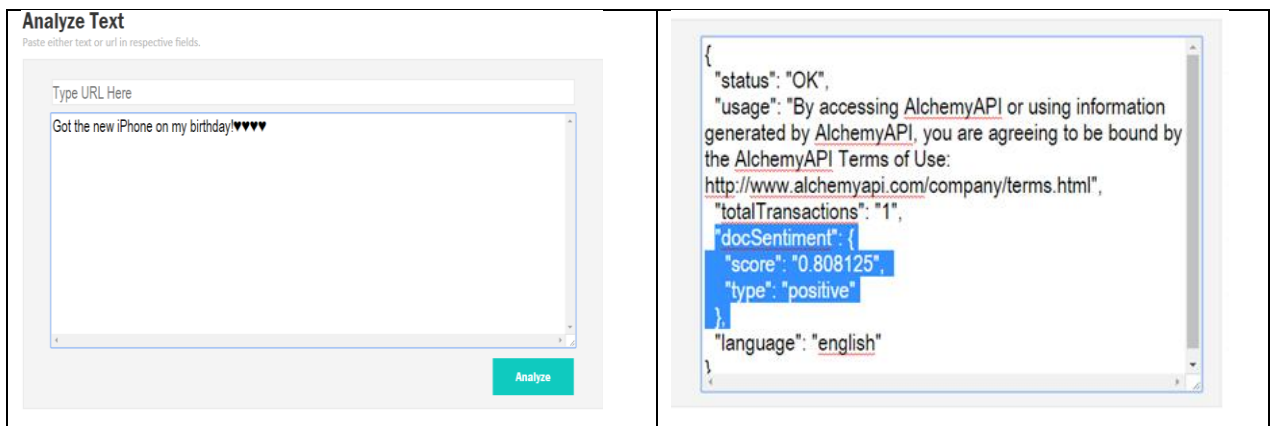 Analyze Text
Paste either text or url in respective fields.
Type URL Here
Got the new iPhone on my birthday!♥♥♥♥
Analyze
{
"status": "OK",
"usage": "By accessing AlchemyAPI or using information
generated by AlchemyAPI, you are agreeing to be bound by
the AlchemyAPI Terms of Use:
http://www.alchemyapi.com/company/terms.html",
"totalTransactions": "1",
"docSentiment": {
"score": "0.808125",
"type": "positive"
},
"language": "english"
}